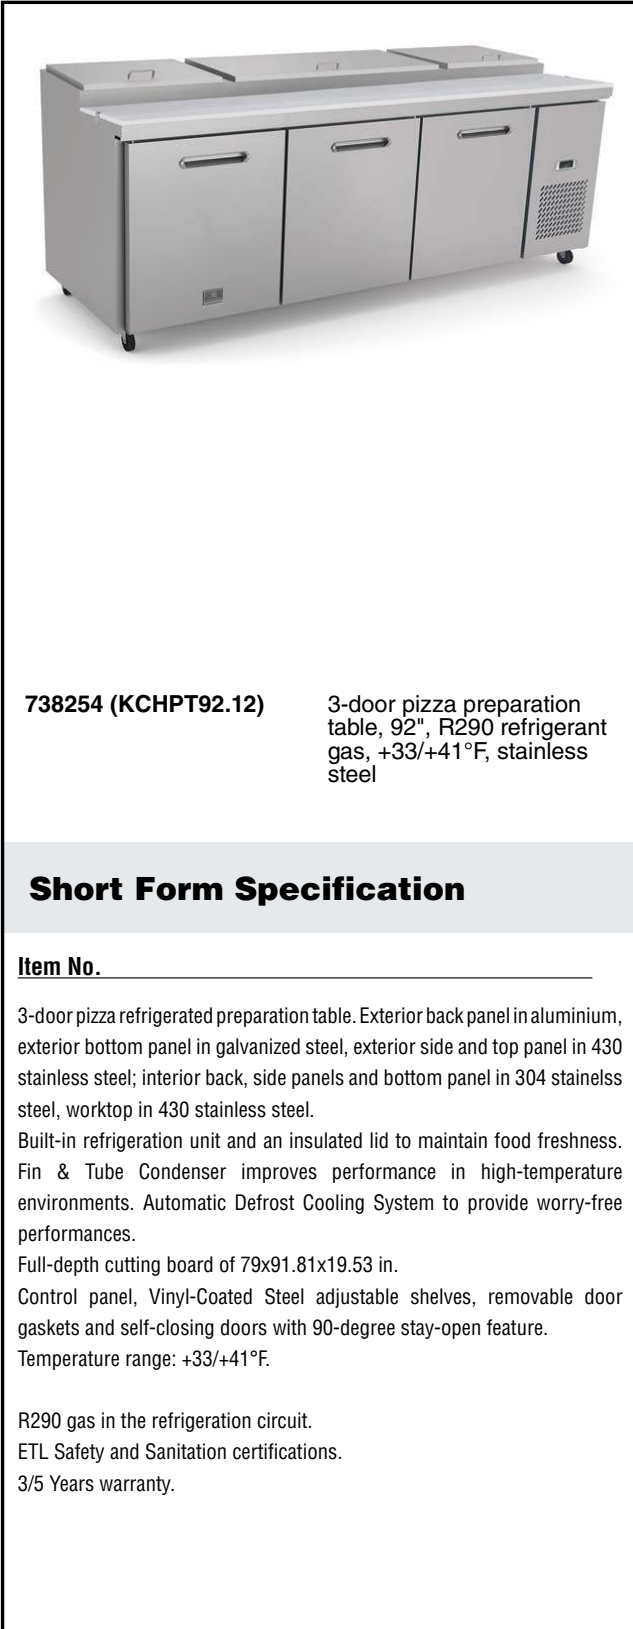 738254 (KCHPT92.12)
3-door pizza preparation
table, 92", R290 refrigerant
gas, +33/+41°F, stainless
steel
Short Form Specification
Item No.
3-door pizza refrigerated preparation table. Exterior back panel in aluminium,
exterior bottom panel in galvanized steel, exterior side and top panel in 430
stainless steel; interior back, side panels and bottom panel in 304 stainelss
steel, worktop in 430 stainless steel.
Built-in refrigeration unit and an insulated lid to maintain food freshness.
Fin & Tube Condenser improves performance in high-temperature
environments. Automatic Defrost Cooling System to provide worry-free
performances.
Full-depth cutting board of 79x91.81x19.53 in.
Control panel, Vinyl-Coated Steel adjustable shelves, removable door
gaskets and self-closing doors with 90-degree stay-open feature.
Temperature range: +33/+41°F.
R290 gas in the refrigeration circuit.
ETL Safety and Sanitation certifications.
3/5 Years warranty.